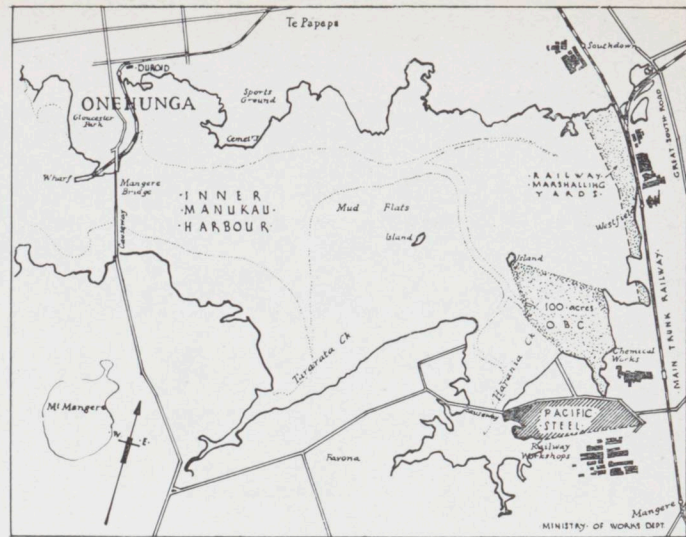 Te Papapa
Southdown
DUROID
ONEHUNGA
Sports
Ground
Gloucester
Park
Cemet'y
GREAT SOUTH ROAD
Wharf
Mangere
Bridge
INNER
MANUKAU
HARBOUR
RAILWAY
MARSHALLING
YARDS
Westfield
Mud Flats
Island
Causeway
Island
100-acres
O.B.C.
MAIN TRUNK RAILWAY
Tararata Ck
Harania Ck
Chemical
Works
Mt Mangere
W
E.
Causeway
PACIFIC
STEEL
Railway
Workshops
Favona
Mangere
MINISTRY OF WORKS DEPT.